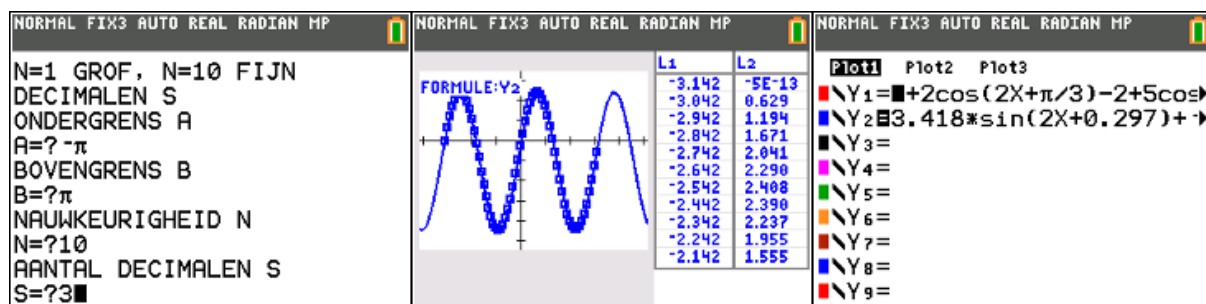 NORMAL FIX3 AUTO REAL RADIAN MP
N=1 GROF, N=10 FIJN
DECIMALEN S
ONDERGRENS A
A=? -π
BOVENGRENS B
B=?π
NAUWKEURIGHEID N
N=?10
AANTAL DECIMALEN S
S=?3
NORMAL FIX3 AUTO REAL RADIAN MP
FORMULE:Y2
L1 L2
-3.142 -5E-13
-3.042 0.629
-2.942 1.194
-2.842 1.671
-2.742 2.041
-2.642 2.290
-2.542 2.408
-2.442 2.390
-2.342 2.237
-2.242 1.955
-2.142 1.555
NORMAL FIX3 AUTO REAL RADIAN MP
Plot1 Plot2 Plot3
Y1=+2cos(2X+π/3)-2+5cos
Y2=3.418*sin(2X+0.297)+-
Y3=
Y4=
Y5=
Y6=
Y7=
Y8=
Y9=